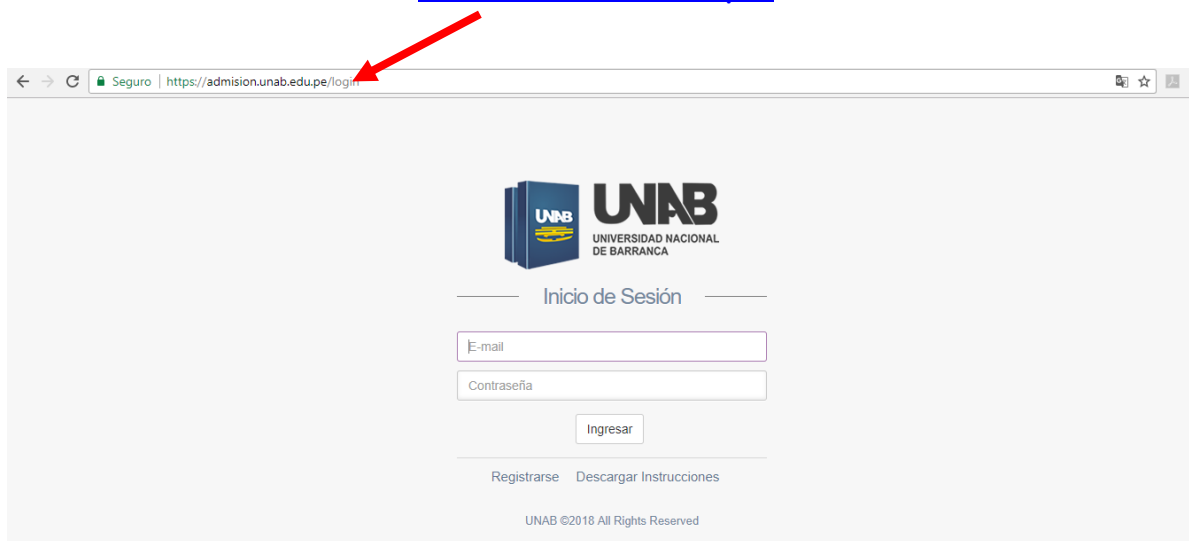 Seguro | https://admision.unab.edu.pe/login
UNAB
UNAB
UNIVERSIDAD NACIONAL
DE BARRANCA
Inicio de Sesión
E-mail
Contraseña
Ingresar
Registrarse Descargar Instrucciones
UNAB ©2018 All Rights Reserved